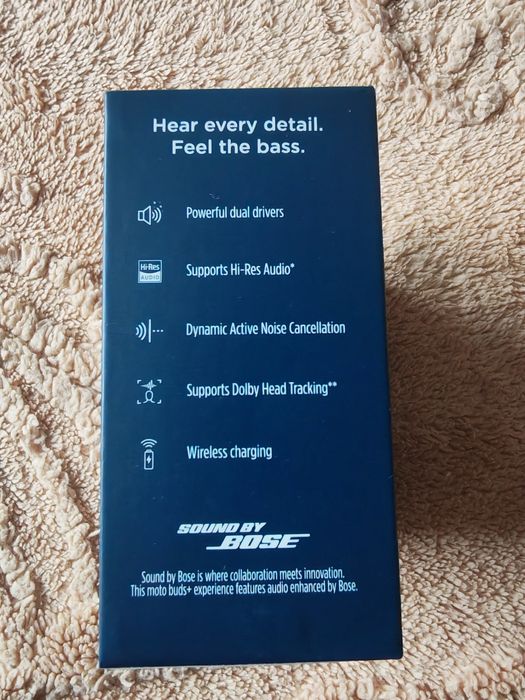 Hear every detail.
Feel the bass.
Powerful dual drivers
Hi-Res
AUDIO
Supports Hi-Res Audio*
Dynamic Active Noise Cancellation
Supports Dolby Head Tracking**
Wireless charging
SOUND BY
BOSE
Sound by Bose is where collaboration meets innovation.
This moto buds+ experience features audio enhanced by Bose.